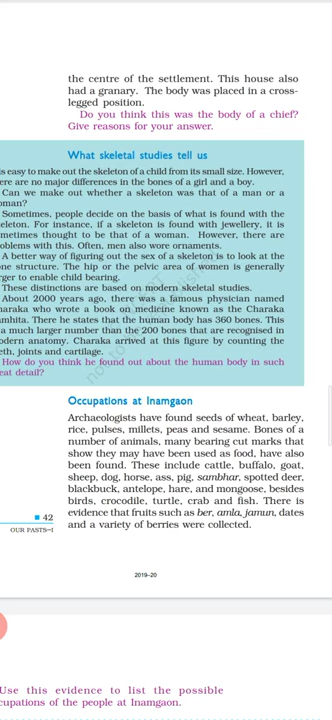 the centre of the settlement. This house also
had a granary. The body was placed in a cross-
legged position.
Do you think this was the body of a chief?
Give reasons for your answer.
What skeletal studies tell us
is easy to make out the skeleton of a child from its small size. However,
ere are no major differences in the bones of a girl and a boy.
Can we make out whether a skeleton was that of a man or a
oman?
Sometimes, people decide on the basis of what is found with the
eleton. For instance, if a skeleton is found with jewellery, it is
metimes thought to be that of a woman. However, there are
oblems with this. Often, men also wore ornaments.
A better way of figuring out the sex of a skeleton is to look at the
one structure. The hip or the pelvic area of women is generally
rger to enable child bearing.
These distinctions are based on modern skeletal studies.
About 2000 years ago, there was a famous physician named
haraka who wrote a book on medicine known as the Charaka
amhita. There he states that the human body has 360 bones. This
a much larger number than the 200 bones that are recognised in
odern anatomy. Charaka arrived at this figure by counting the
eth, joints and cartilage.
How do you think he found out about the human body in such
eat detail?
Occupations at Inamgaon
Archaeologists have found seeds of wheat, barley,
rice, pulses, millets, peas and sesame. Bones of a
number of animals, many bearing cut marks that
show they may have been used as food, have also
been found. These include cattle, buffalo, goat,
sheep, dog, horse, ass, pig, sambhar, spotted deer,
blackbuck, antelope, hare, and mongoose, besides
birds, crocodile, turtle, crab and fish. There is
evidence that fruits such as ber, amla, jamun, dates
and a variety of berries were collected.
42
OUR PASTS–I
2019-20
Use this evidence to list the possible
cupations of the people at Inamgaon.